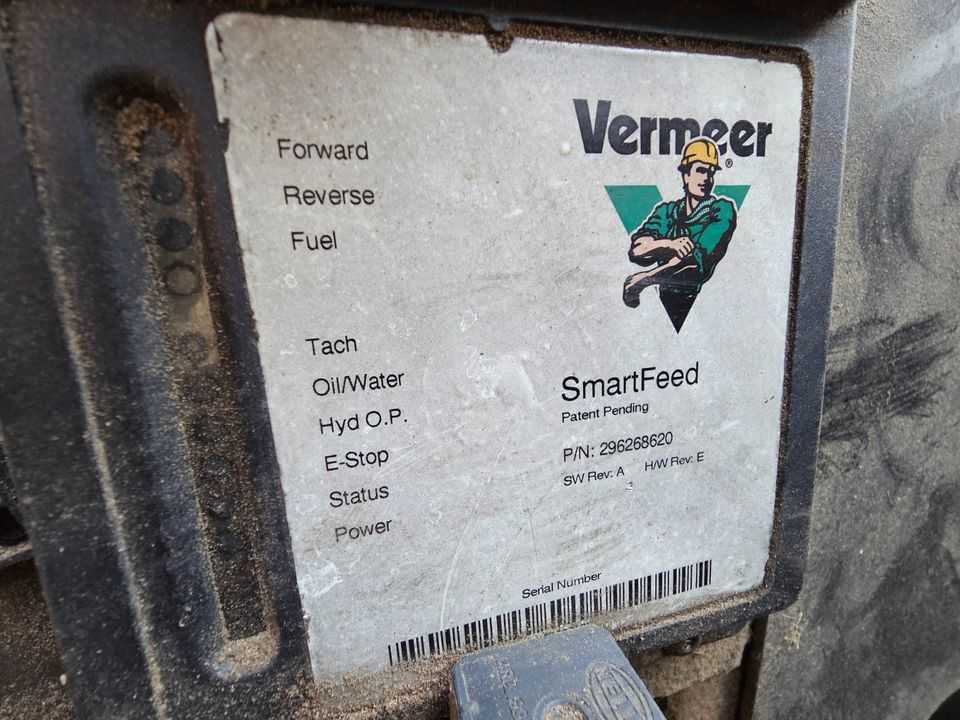 Vermeer
®
Forward
Reverse
Fuel
Tach
Oil/Water
Hyd O.P.
E-Stop
Status
Power
SmartFeed
Patent Pending
P/N: 296268620
SW Rev: A H/W Rev: E
Serial Number